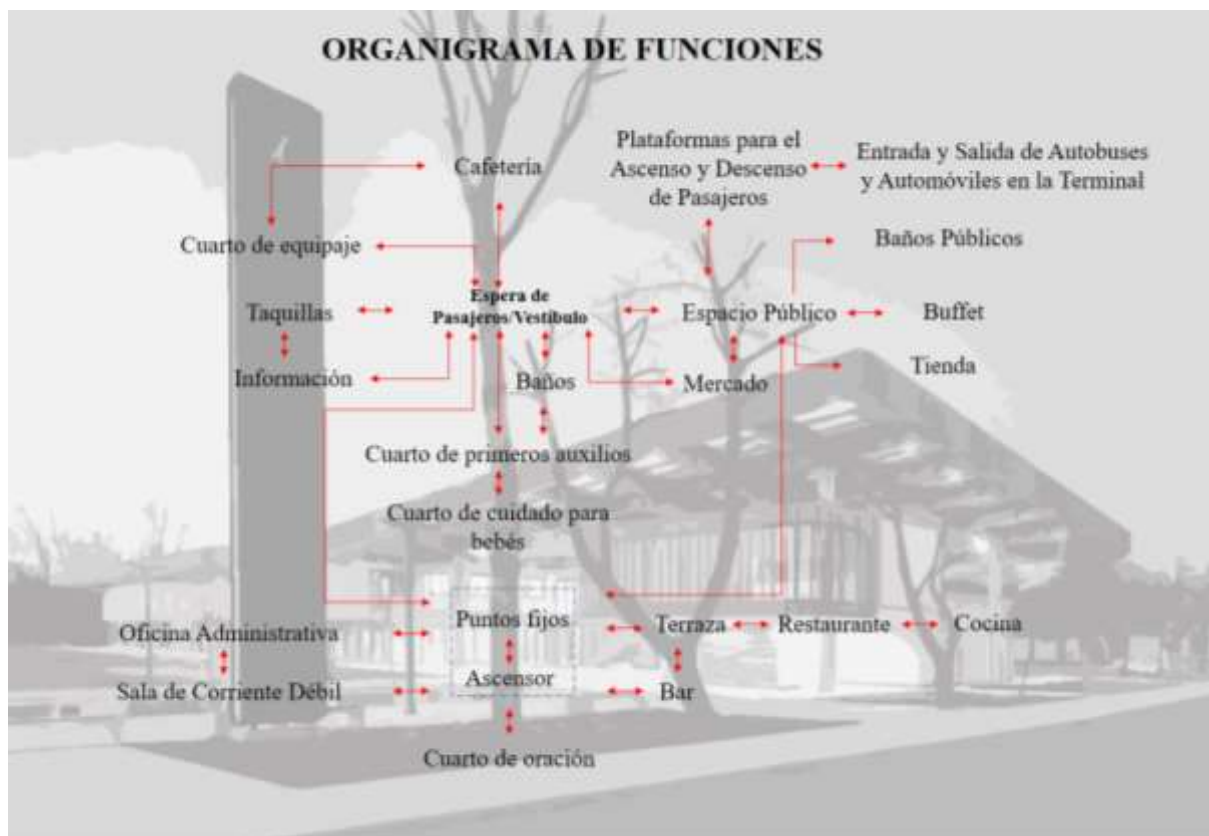 ORGANIGRAMA DE FUNCIONES
Plataformas para el
Ascenso y Descenso
de Pasajeros
Entrada y Salida de Autobuses
y Automóviles en la Terminal
Cafetería
Cuarto de equipaje
Baños Públicos
Espera de
Pasajeros/Vestíbulo
Taquillas
Espacio Público
Buffet
Información
Baños
Mercado
Tienda
Cuarto de primeros auxilios
Cuarto de cuidado para
bebés
Puntos fijos
Oficina Administrativa
Terraza
Restaurante
Cocina
Ascensor
Sala de Corriente Débil
Bar
Cuarto de oración